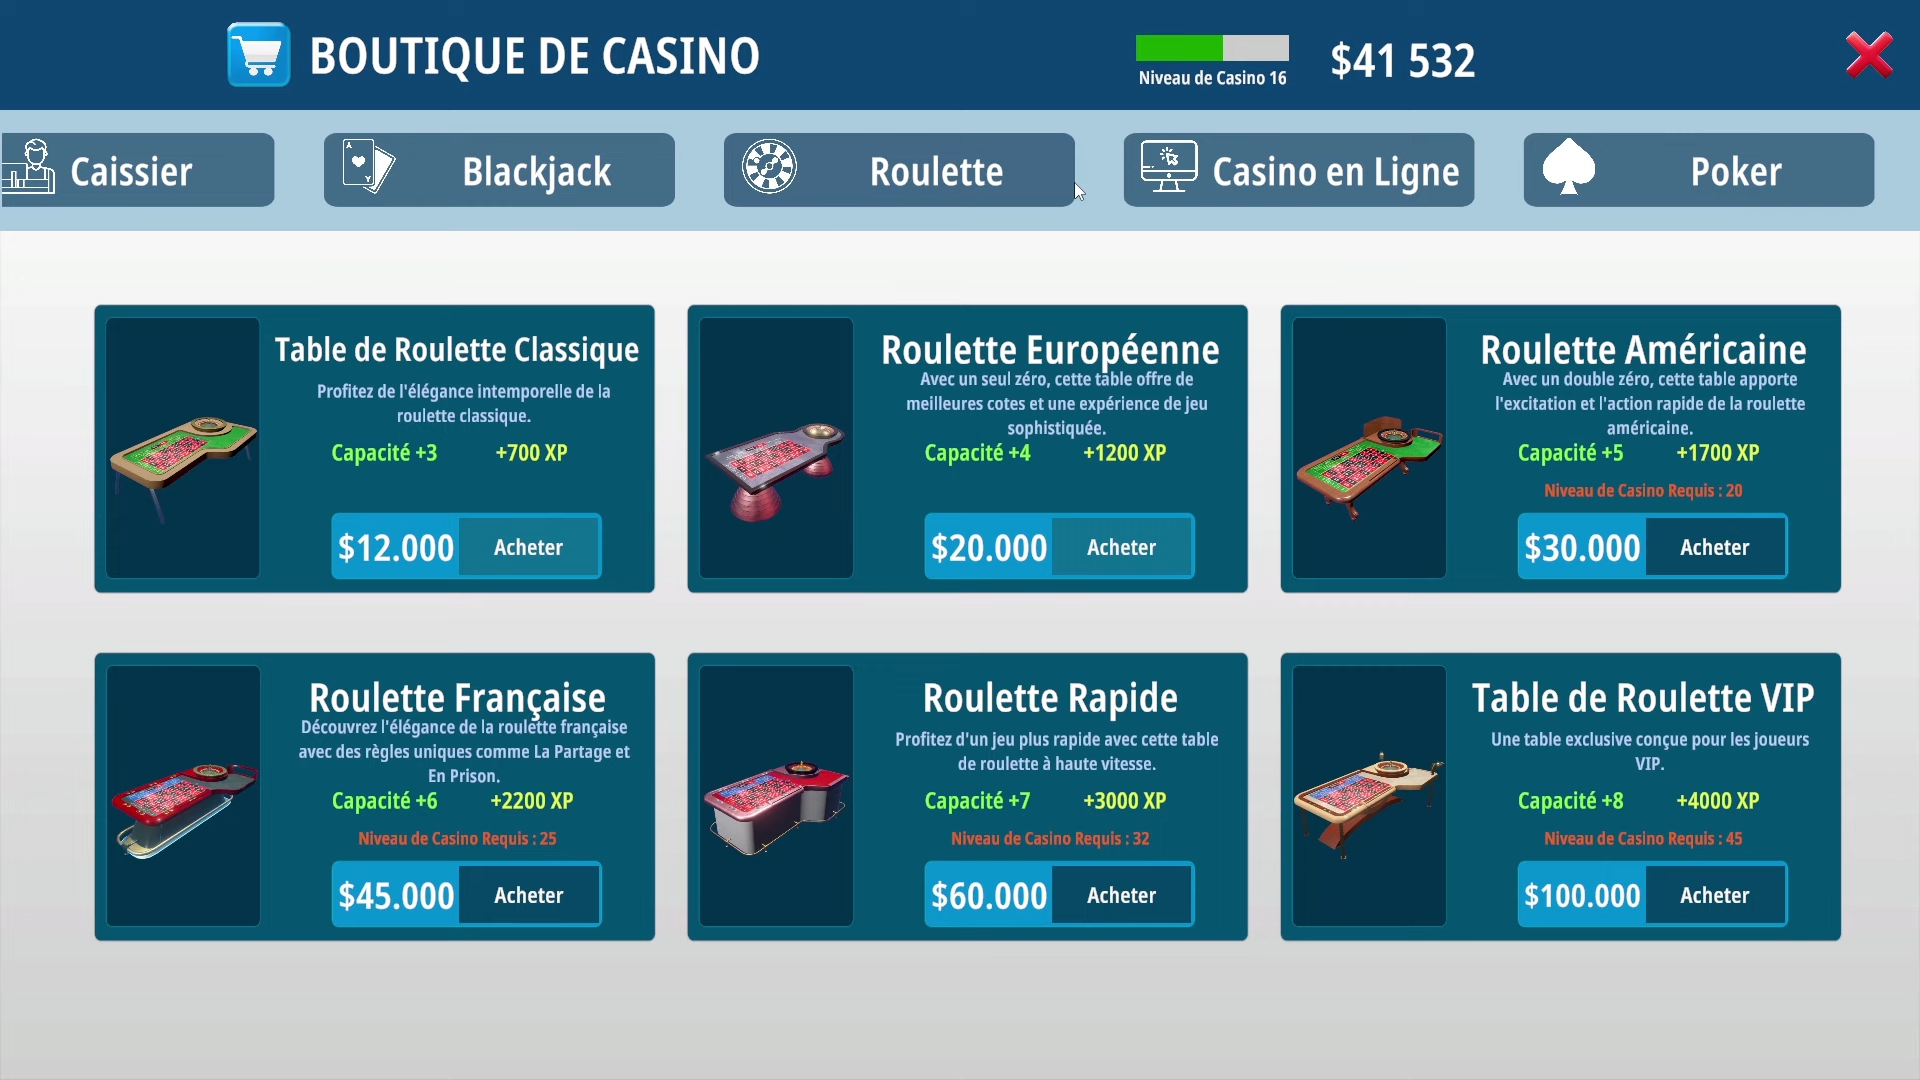 BOUTIQUE DE CASINO
Niveau de Casino 16
$41 532
Caissier
Blackjack
Roulette
Casino en Ligne
Poker
Table de Roulette Classique
Profitez de l'élégance intemporelle de la
roulette classique.
Capacité +3 +700 XP
$12.000 Acheter
Roulette Européenne
Avec un seul zéro, cette table offre de
meilleures cotes et une expérience de jeu
sophistiquée.
Capacité +4 +1200 XP
$20.000 Acheter
Roulette Américaine
Avec un double zéro, cette table apporte
l'excitation et l'action rapide de la roulette
américaine.
Capacité +5 +1700 XP
Niveau de Casino Requis : 20
$30.000 Acheter
Roulette Française
Découvrez l'élégance de la roulette française
avec des règles uniques comme La Partage et
En Prison.
Capacité +6 +2200 XP
Niveau de Casino Requis : 25
$45.000 Acheter
Roulette Rapide
Profitez d'un jeu plus rapide avec cette table
de roulette à haute vitesse.
Capacité +7 +3000 XP
Niveau de Casino Requis : 32
$60.000 Acheter
Table de Roulette VIP
Une table exclusive conçue pour les joueurs
VIP.
Capacité +8 +4000 XP
Niveau de Casino Requis : 45
$100.000 Acheter